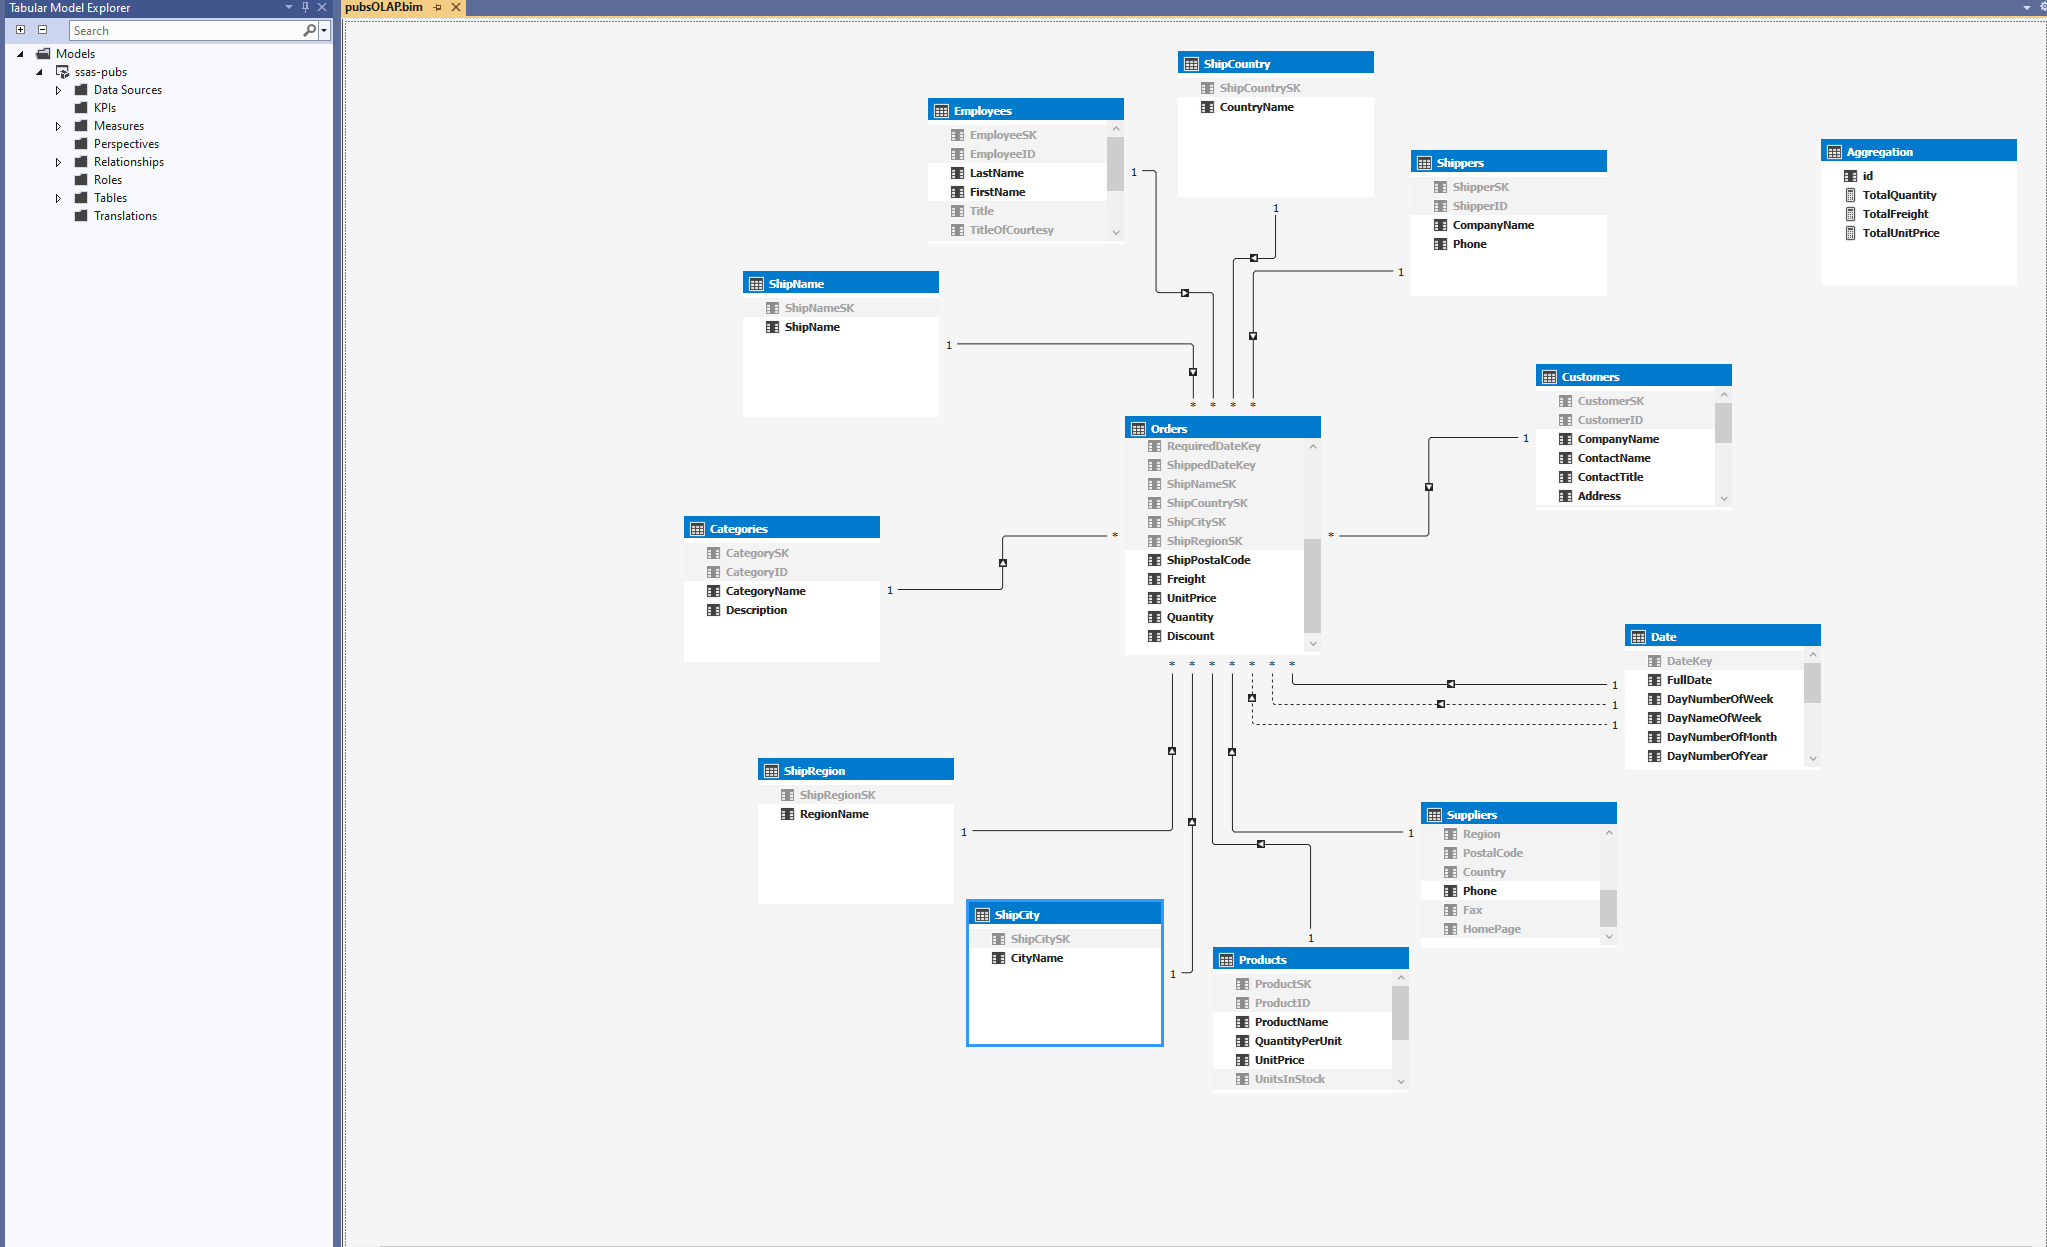 Tabular Model Explorer
Search
Models
ssas-pubs
Data Sources
KPIs
Measures
Perspectives
Relationships
Roles
Tables
Translations
pubsOLAP.bim
ShipCountry
ShipCountrySK
CountryName
1
Employees
EmployeeSK
EmployeeID
LastName
FirstName
Title
TitleOfCourtesy
1
Shippers
ShipperSK
ShipperID
CompanyName
Phone
1
Aggregation
id
TotalQuantity
TotalFreight
TotalUnitPrice
ShipName
ShipNameSK
ShipName
1
* * * *
Customers
CustomerSK
CustomerID
CompanyName
ContactName
ContactTitle
Address
1
*
Orders
RequiredDateKey
ShippedDateKey
ShipNameSK
ShipCountrySK
ShipCitySK
ShipRegionSK
ShipPostalCode
Freight
UnitPrice
Quantity
Discount
* * * * * * *
Categories
CategorySK
CategoryID
CategoryName
Description
1
*
Date
DateKey
FullDate
DayNumberOfWeek
DayNameOfWeek
DayNumberOfMonth
DayNumberOfYear
1
1
1
ShipRegion
ShipRegionSK
RegionName
1
Suppliers
Region
PostalCode
Country
Phone
Fax
HomePage
1
ShipCity
ShipCitySK
CityName
1
1
Products
ProductSK
ProductID
ProductName
QuantityPerUnit
UnitPrice
UnitsInStock